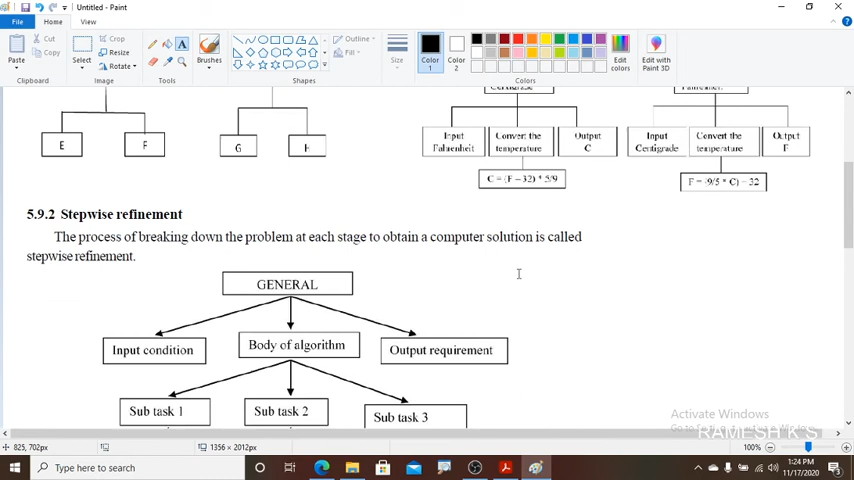 Untitled - Paint
File Home View
Paste
Cut
Copy
Clipboard
Select
Crop
Resize
Rotate
Image
Tools
Brushes
Shapes
Outline
Fill
Size
Color 1
Color 2
Colors
Edit colors
Edit with Paint 3D
E F G H
Input Fahrenheit
Convert the temperature
Output C
Input Centigrade
Convert the temperature
Output F
C = (F – 32) * 5/9
5.9.2 Stepwise refinement
The process of breaking down the problem at each stage to obtain a computer solution is called
stepwise refinement.
GENERAL
Input condition
Body of algorithm
Output requirement
Sub task 1
Sub task 2
Sub task 3
Activate Windows
RAMESH K S
825, 702px
1356 × 2012px
100%
Type here to search
1:24 PM
11/17/2020